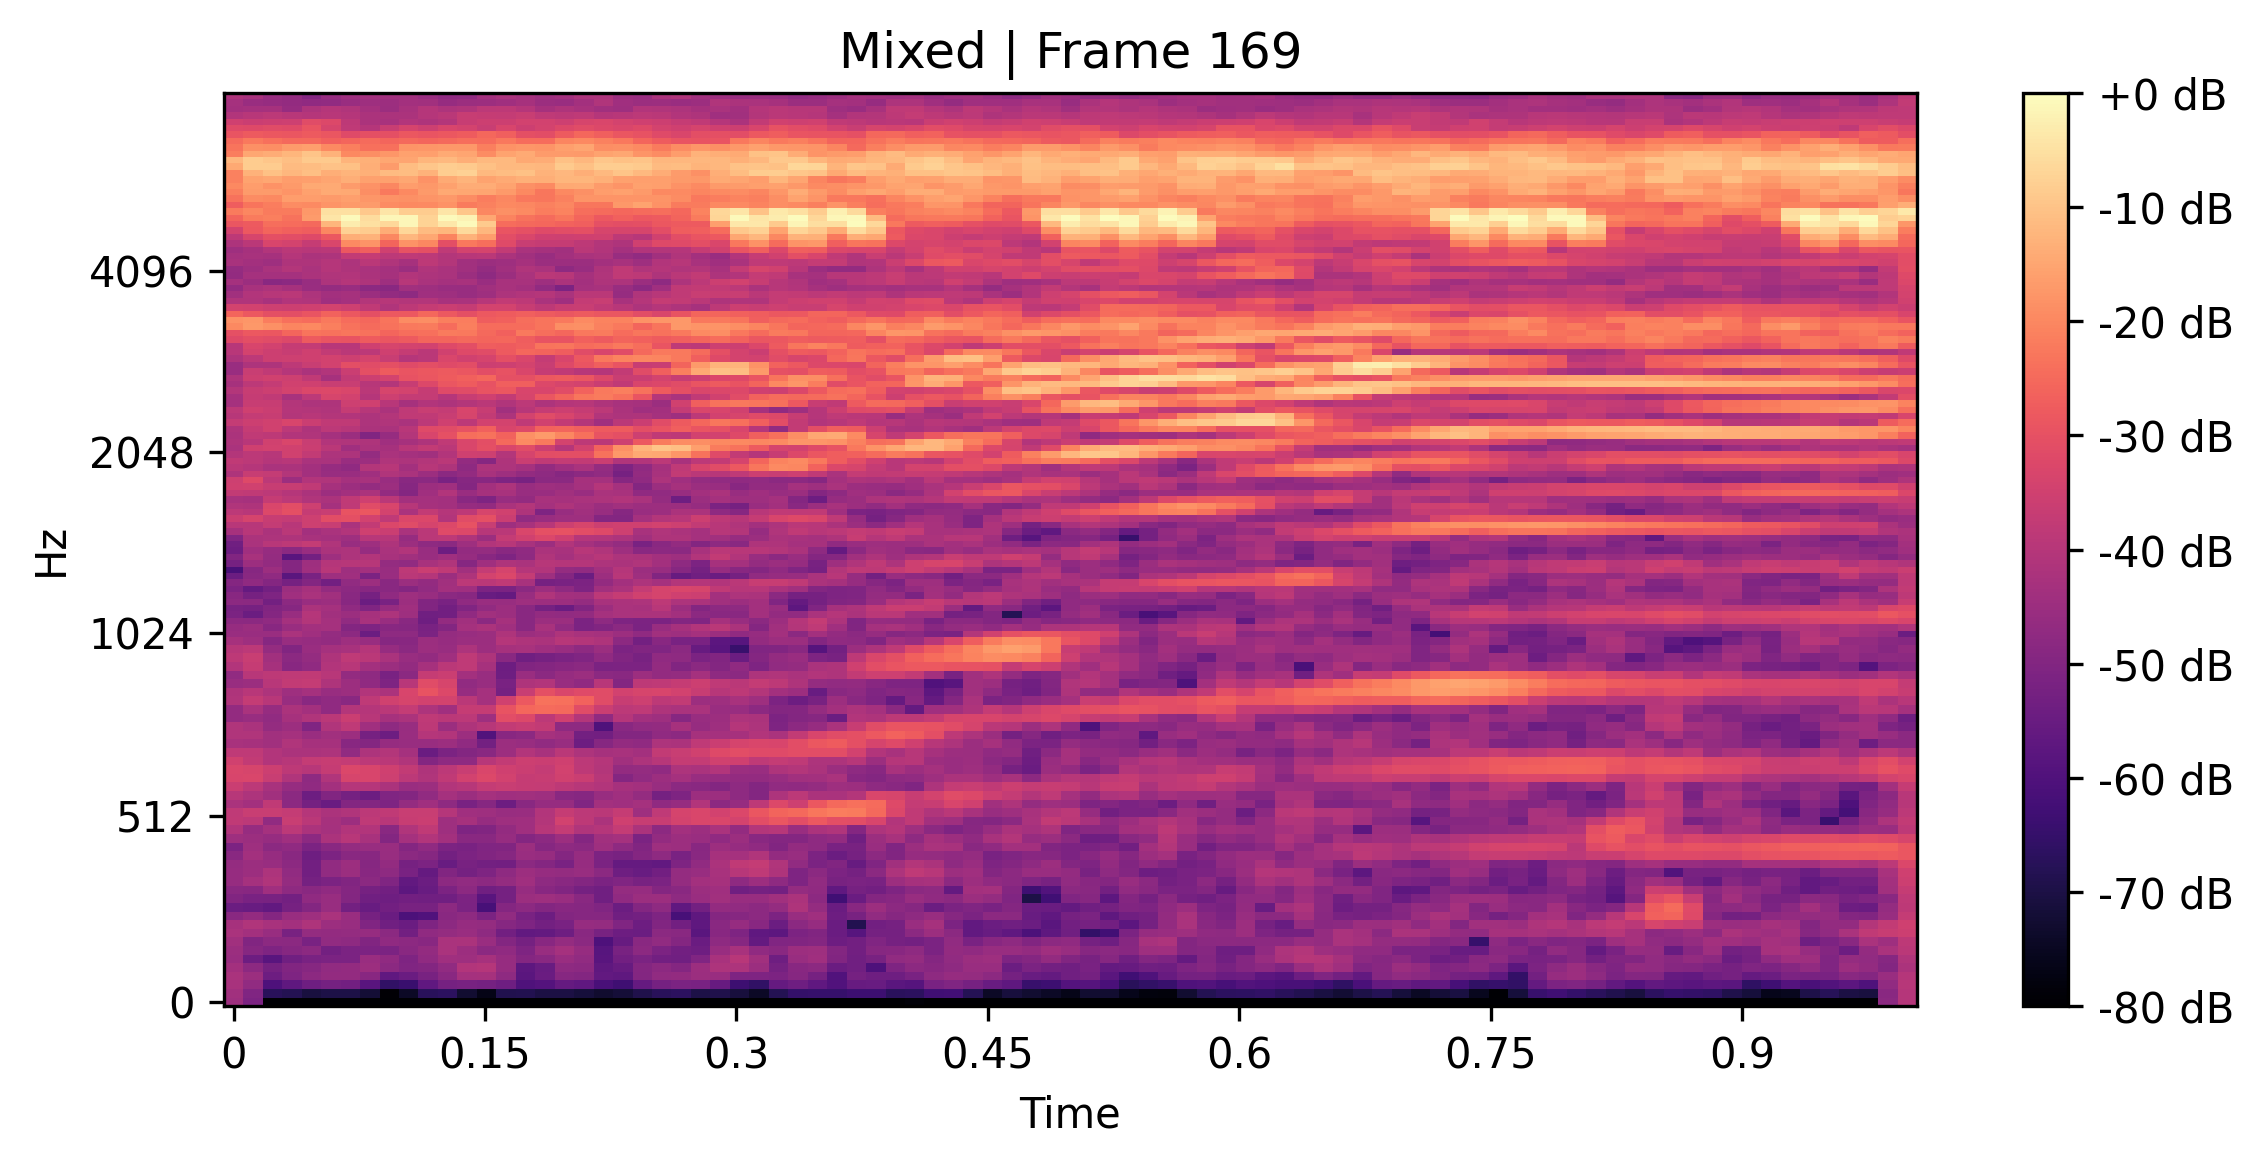 Mixed | Frame 169
+0 dB
-10 dB
-20 dB
-30 dB
-40 dB
-50 dB
-60 dB
-70 dB
-80 dB
4096
2048
1024
512
0
Hz
0 0.15 0.3 0.45 0.6 0.75 0.9
Time